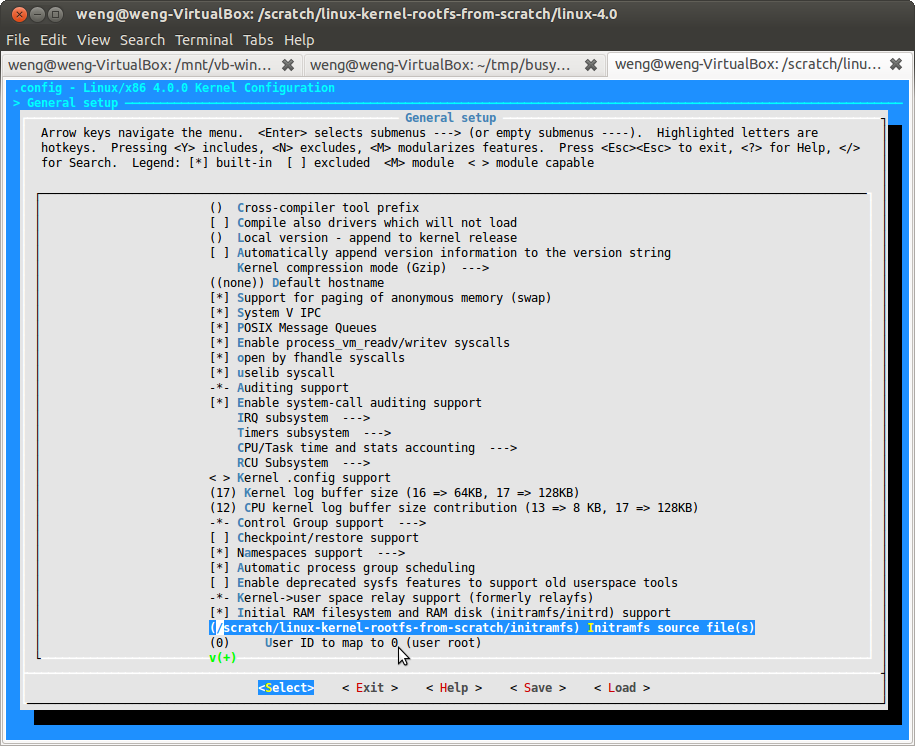 weng@weng-VirtualBox: /scratch/linux-kernel-rootfs-from-scratch/linux-4.0
File Edit View Search Terminal Tabs Help
weng@weng-VirtualBox: /mnt/vb-win... weng@weng-VirtualBox: ~/tmp/busy... weng@weng-VirtualBox: /scratch/linu...
.config - Linux/x86 4.0.0 Kernel Configuration
> General setup
General setup
Arrow keys navigate the menu. <Enter> selects submenus ---> (or empty submenus ----). Highlighted letters are
hotkeys. Pressing <Y> includes, <N> excludes, <M> modularizes features. Press <Esc><Esc> to exit, <?> for Help, </>
for Search. Legend: [*] built-in [ ] excluded <M> module < > module capable
() Cross-compiler tool prefix
[ ] Compile also drivers which will not load
() Local version - append to kernel release
[ ] Automatically append version information to the version string
Kernel compression mode (Gzip) --->
((none)) Default hostname
[*] Support for paging of anonymous memory (swap)
[*] System V IPC
[*] POSIX Message Queues
[*] Enable process_vm_readv/writev syscalls
[*] open by fhandle syscalls
[*] uselib syscall
-*- Auditing support
[*] Enable system-call auditing support
IRQ subsystem --->
Timers subsystem --->
CPU/Task time and stats accounting --->
RCU Subsystem --->
< > Kernel .config support
(17) Kernel log buffer size (16 => 64KB, 17 => 128KB)
(12) CPU kernel log buffer size contribution (13 => 8 KB, 17 => 128KB)
-*- Control Group support --->
[ ] Checkpoint/restore support
[*] Namespaces support --->
[*] Automatic process group scheduling
[ ] Enable deprecated sysfs features to support old userspace tools
-*- Kernel->user space relay support (formerly relayfs)
[*] Initial RAM filesystem and RAM disk (initramfs/initrd) support
(/scratch/linux-kernel-rootfs-from-scratch/initramfs) Initramfs source file(s)
(0) User ID to map to 0 (user root)
v(+)
<Select> < Exit > < Help > < Save > < Load >